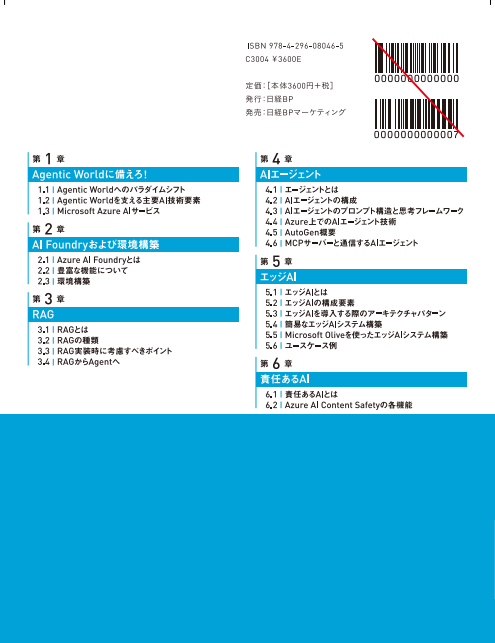 ISBN 978-4-296-08046-5
C3004 ¥3600E
定価：［本体3600円＋税］
発行：日経BP
発売：日経BPマーケティング
0000000000000
0000000000007
第 1 章
Agentic Worldに備えろ！
1.1 | Agentic Worldへのパラダイムシフト
1.2 | Agentic Worldを支える主要AI技術要素
1.3 | Microsoft Azure AIサービス
第 2 章
AI Foundryおよび環境構築
2.1 | Azure AI Foundryとは
2.2 | 豊富な機能について
2.3 | 環境構築
第 3 章
RAG
3.1 | RAGとは
3.2 | RAGの種類
3.3 | RAG実装時に考慮すべきポイント
3.4 | RAGからAgentへ
第 4 章
AIエージェント
4.1 | エージェントとは
4.2 | AIエージェントの構成
4.3 | AIエージェントのプロンプト構造と思考フレームワーク
4.4 | Azure上でのAIエージェント技術
4.5 | AutoGen概要
4.6 | MCPサーバーと通信するAIエージェント
第 5 章
エッジAI
5.1 | エッジAIとは
5.2 | エッジAIの構成要素
5.3 | エッジAIを導入する際のアーキテクチャパターン
5.4 | 簡易なエッジAIシステム構築
5.5 | Microsoft Oliveを使ったエッジAIシステム構築
5.6 | ユースケース例
第 6 章
責任あるAI
6.1 | 責任あるAIとは
6.2 | Azure AI Content Safetyの各機能